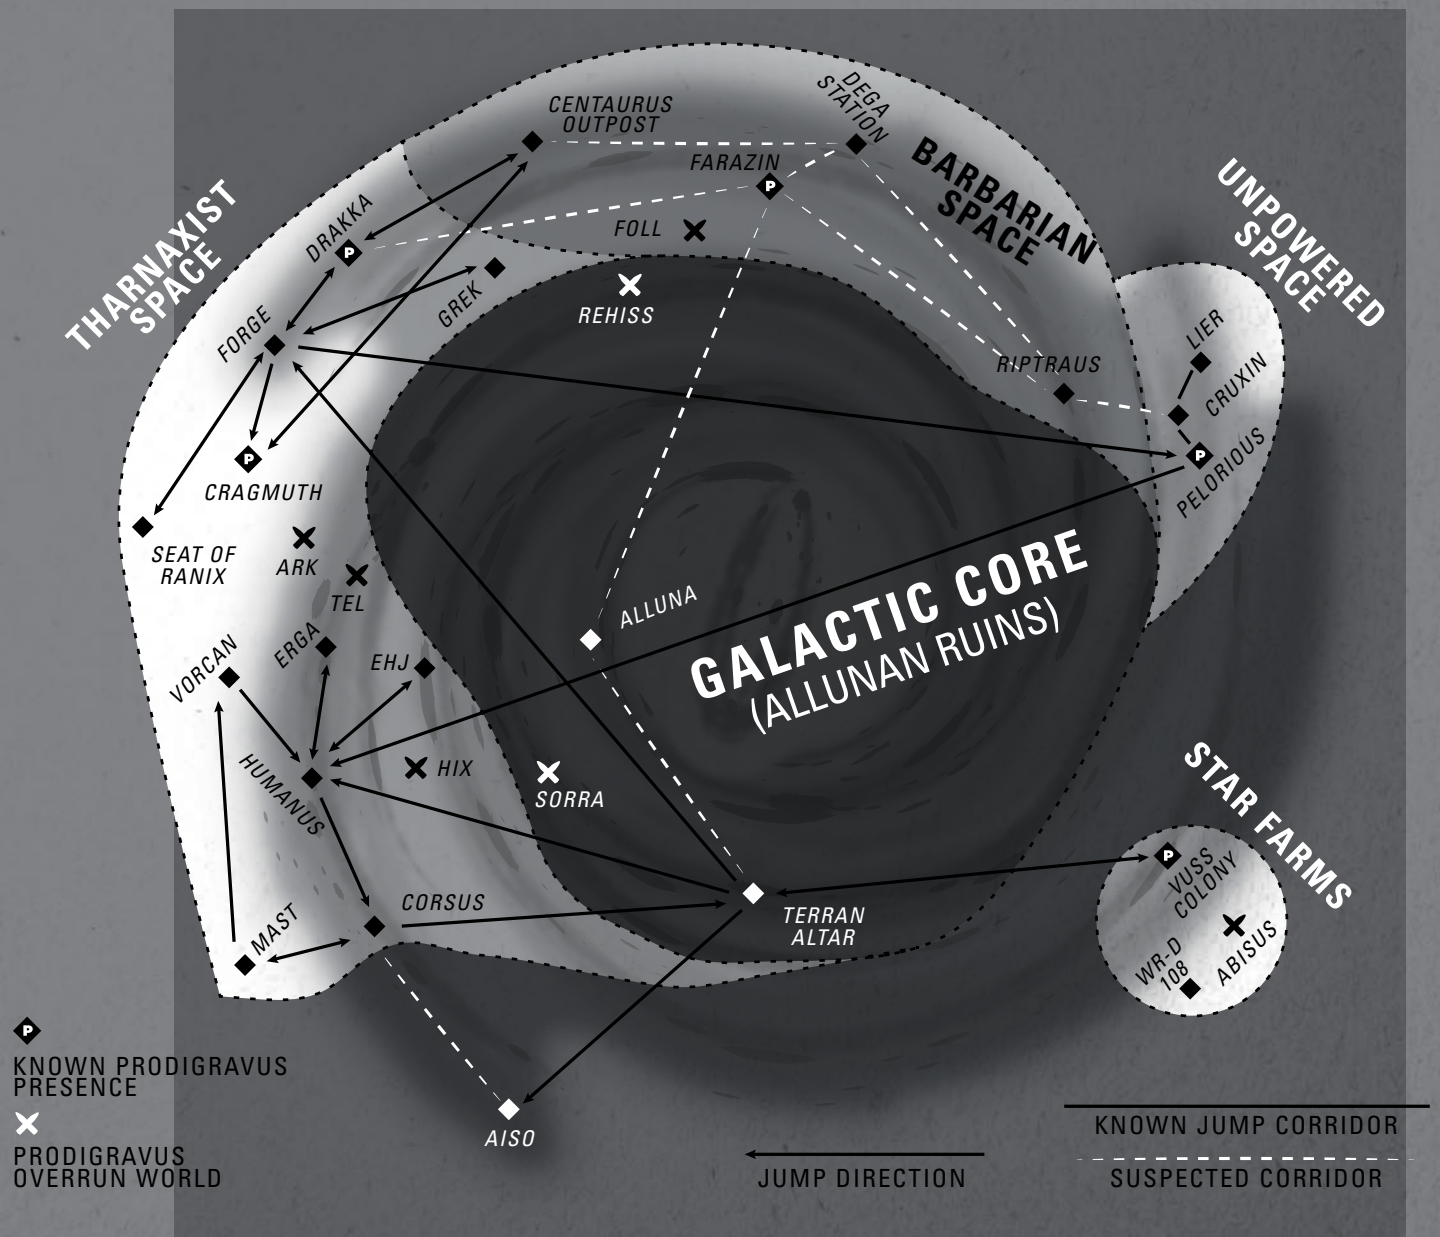 CENTAURUS
OUTPOST
DEGA
STATION
FARAZIN
BARBARIAN
SPACE
UNPOWERED
SPACE
THARNAXIST
SPACE
DRAKKA
P
P
FOLL
GREK
REHISS
FORGE
LIER
RIPTRAUS
CRUXIN
P
PELORIOUS
P
CRAGMUTH
SEAT OF
RANIX
ARK
TEL
ALLUNA
GALACTIC CORE
(ALLUNAN RUINS)
ERGA
VORCAN
EHJ
HUMANUS
HIX
SORRA
STAR FARMS
P
VUSS
COLONY
CORSUS
TERRAN
ALTAR
MAST
WR-D
108
ABISUS
P
KNOWN PRODIGRAVUS
PRESENCE
PRODIGRAVUS
OVERRUN WORLD
AISO
JUMP DIRECTION
KNOWN JUMP CORRIDOR
SUSPECTED CORRIDOR